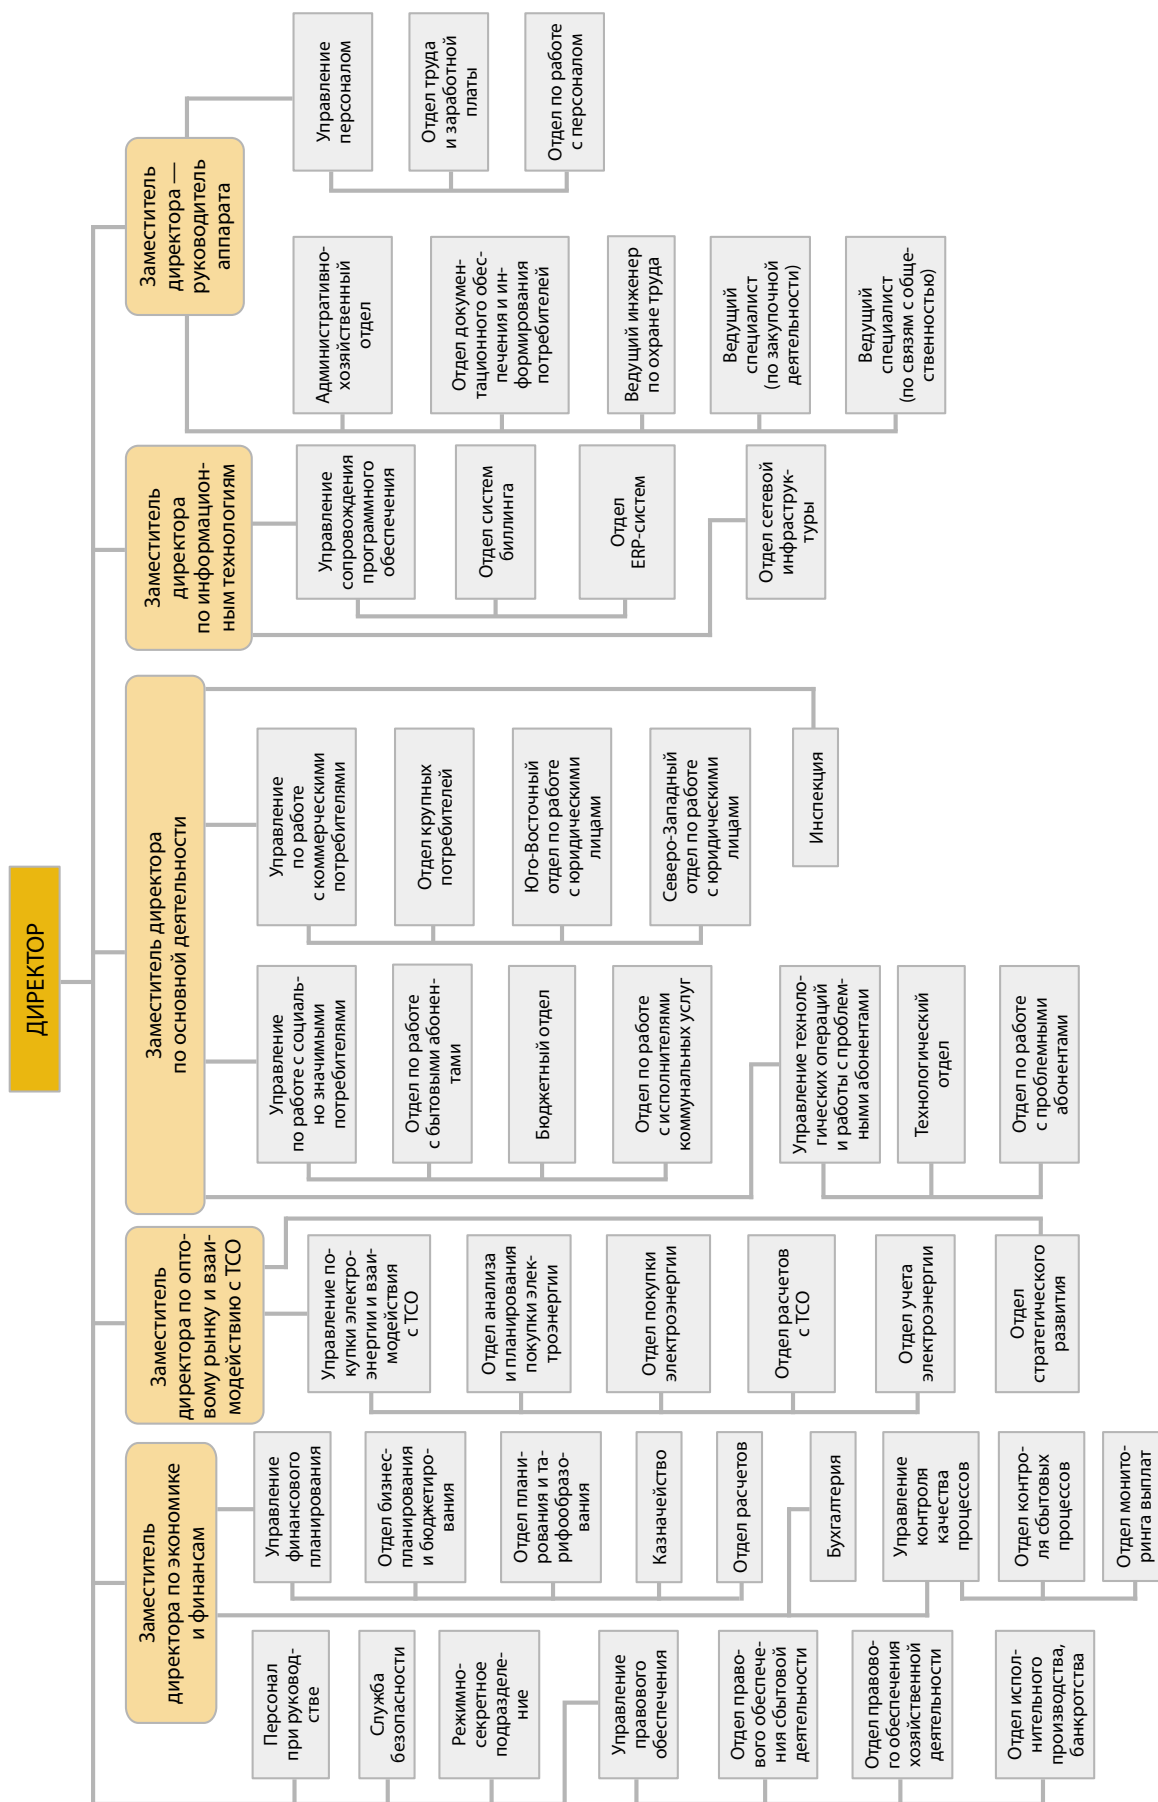 ДИРЕКТОР
Заместитель
директора по экономике
и финансам
Заместитель
директора по опто-
вому рынку и взаи-
модействию с ТСО
Заместитель директора
по основной деятельности
Заместитель
директора
по информацион-
ным технологиям
Заместитель
директора —
руководитель
аппарата
Персонал
при руковод-
стве
Служба
безопасности
Режимно-
секретное
подразделе-
ние
Управление
правового
обеспечения
Отдел право-
вого обеспече-
ния сбытовой
деятельности
Отдел правово-
го обеспечения
хозяйственной
деятельности
Отдел испол-
нительного
производства,
банкротства
Управление
финансового
планирования
Отдел бизнес-
планирования
и бюджетиро-
вания
Отдел плани-
рования и та-
рифообразо-
вания
Казначейство
Отдел расчетов
Бухгалтерия
Управление
контроля
качества
процессов
Отдел контро-
ля сбытовых
процессов
Отдел монито-
ринга выплат
Управление по-
купки электро-
энергии и взаи-
модействия
с ТСО
Отдел анализа
и планирования
покупки элек-
троэнергии
Отдел покупки
электроэнергии
Отдел расчетов
с ТСО
Отдел учета
электроэнергии
Отдел
стратегического
развития
Управление
по работе с социаль-
но значимыми
потребителями
Отдел по работе
с бытовыми абонен-
тами
Бюджетный отдел
Отдел по работе
с исполнителями
коммунальных услуг
Управление техноло-
гических операций
и работы с проблем-
ными абонентами
Технологический
отдел
Отдел по работе
с проблемными
абонентами
Управление
по работе
с коммерческими
потребителями
Отдел крупных
потребителей
Юго-Восточный
отдел по работе
с юридическими
лицами
Северо-Западный
отдел по работе
с юридическими
лицами
Инспекция
Управление
сопровождения
программного
обеспечения
Отдел систем
биллинга
Отдел
ERP-систем
Отдел сетевой
инфраструк-
туры
Административно-
хозяйственный
отдел
Отдел докумен-
тационного обес-
печения и ин-
формирования
потребителей
Ведущий инженер
по охране труда
Ведущий
специалист
(по закупочной
деятельности)
Ведущий
специалист
(по связям с обще-
ственностью)
Управление
персоналом
Отдел труда
и заработной
платы
Отдел по работе
с персоналом